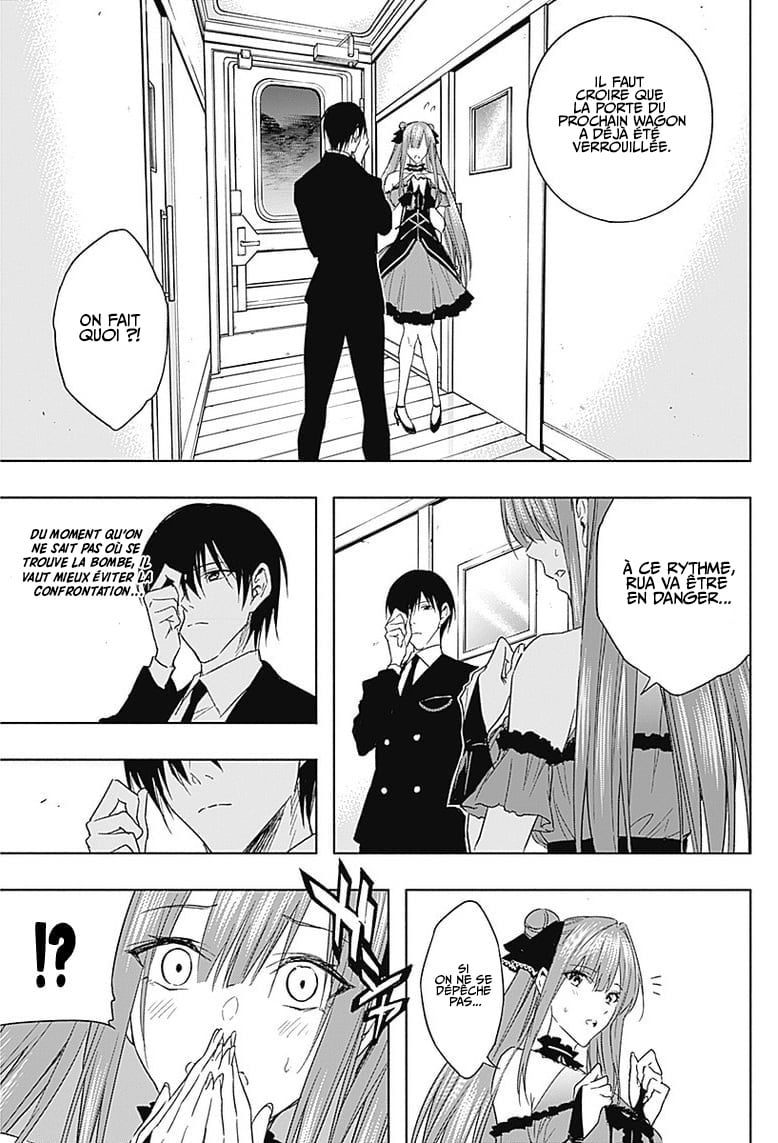 IL FAUT
CROIRE QUE
LA PORTE DU
PROCHAIN WAGON
A DÉJÀ ÉTÉ
VERROUILLÉE.
ON FAIT
QUOI ?!
À CE RYTHME,
RUA VA ÊTRE
EN DANGER...
DU MOMENT QU'ON
NE SAIT PAS OÙ SE
TROUVE LA BOMBE, IL
VAUT MIEUX ÉVITER LA
CONFRONTATION...
SI
ON NE SE
DÉPÊCHE
PAS...
!?